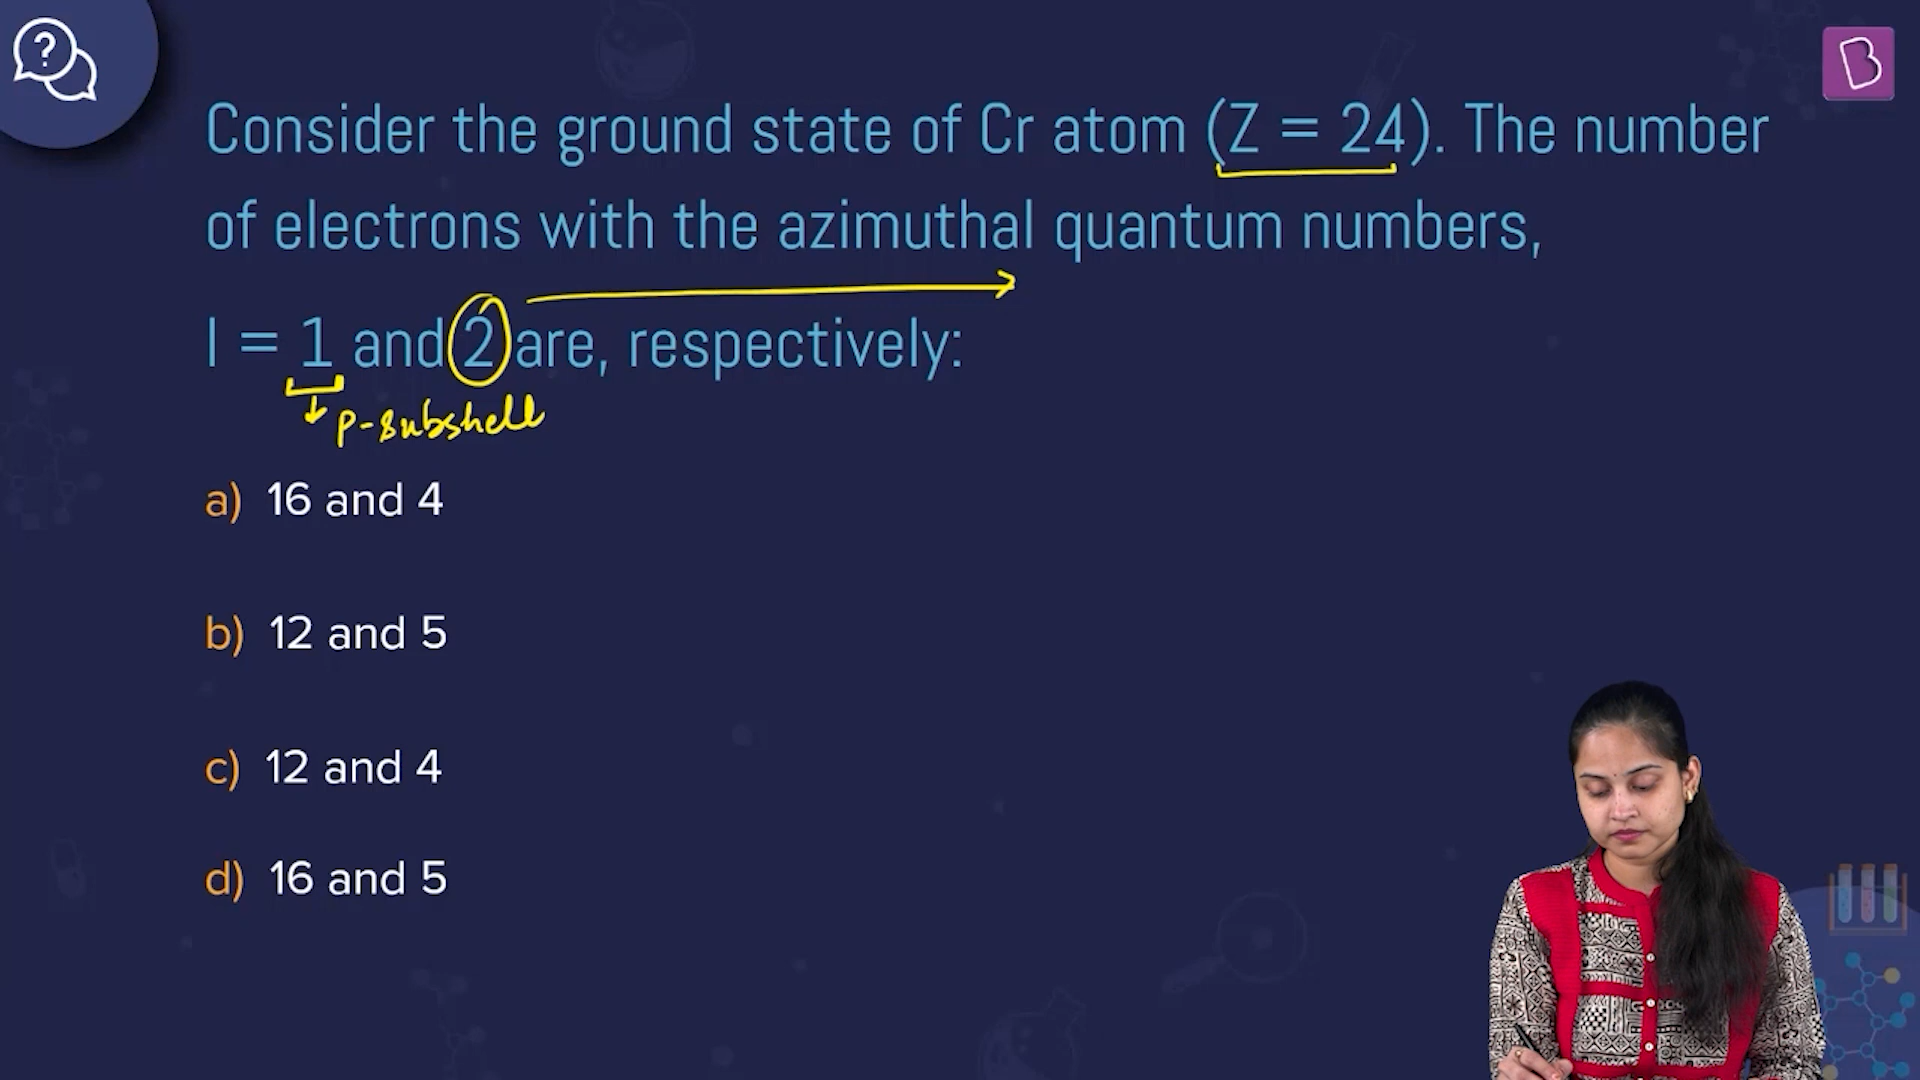 Consider the ground state of Cr atom (Z = 24). The number
of electrons with the azimuthal quantum numbers,
l = 1 and 2 are, respectively:
p-subshell
a) 16 and 4
b) 12 and 5
c) 12 and 4
d) 16 and 5
B